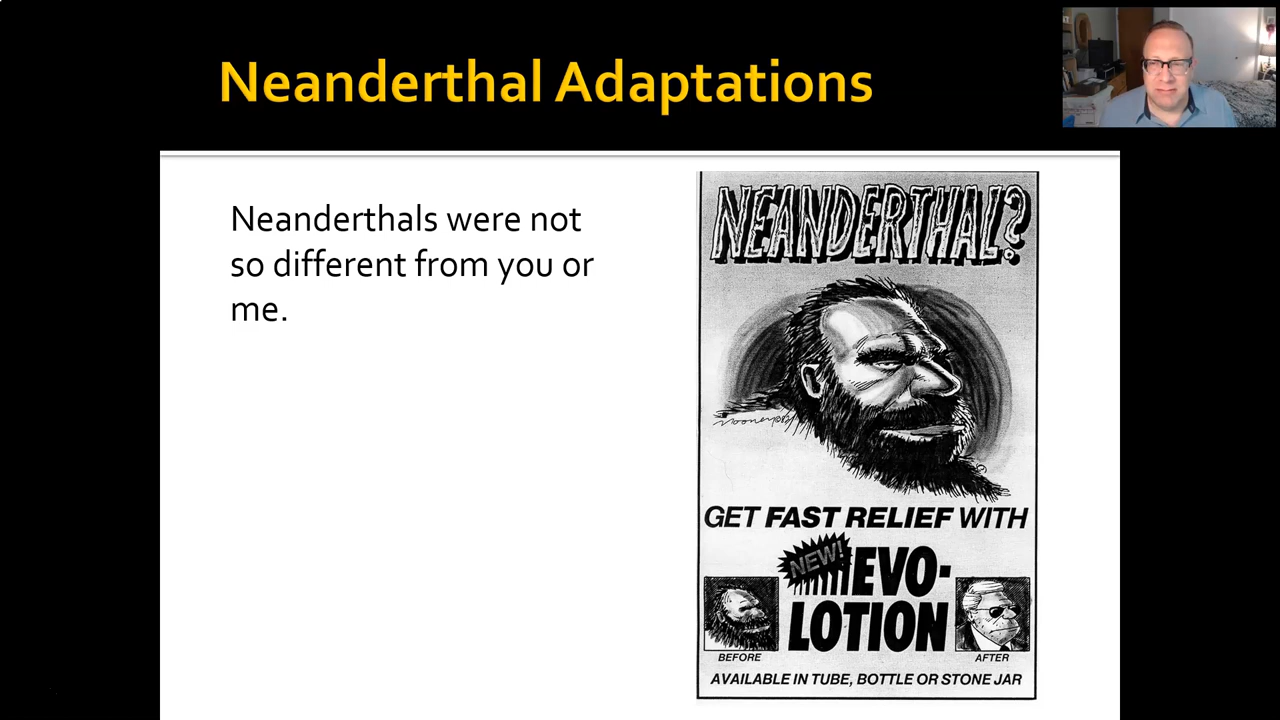 Neanderthal Adaptations
Neanderthals were not
so different from you or
me.
NEANDERTHAL?
GET FAST RELIEF WITH
NEW!
EVO-
LOTION
BEFORE
AFTER
AVAILABLE IN TUBE, BOTTLE OR STONE JAR